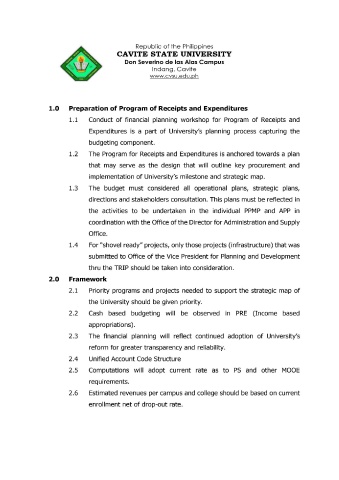 Republic of the Philippines
CAVITE STATE UNIVERSITY
Don Severino de las Alas Campus
Indang, Cavite
www.cvsu.edu.ph
1.0 Preparation of Program of Receipts and Expenditures
1.1 Conduct of financial planning workshop for Program of Receipts and
Expenditures is a part of University's planning process capturing the
budgeting component.
1.2 The Program for Receipts and Expenditures is anchored towards a plan
that may serve as the design that will outline key procurement and
implementation of University's milestone and strategic map.
1.3 The budget must considered all operational plans, strategic plans,
directions and stakeholders consultation. This plans must be reflected in
the activities to be undertaken in the individual PPMP and APP in
coordination with the Office of the Director for Administration and Supply
Office.
1.4 For "shovel ready" projects, only those projects (infrastructure) that was
submitted to Office of the Vice President for Planning and Development
thru the TRIP should be taken into consideration.
2.0 Framework
2.1 Priority programs and projects needed to support the strategic map of
the University should be given priority.
2.2 Cash based budgeting will be observed in PRE (Income based
appropriations).
2.3 The financial planning will reflect continued adoption of University's
reform for greater transparency and reliability.
2.4 Unified Account Code Structure
2.5 Computations will adopt current rate as to PS and other MOOE
requirements.
2.6 Estimated revenues per campus and college should be based on current
enrollment net of drop-out rate.